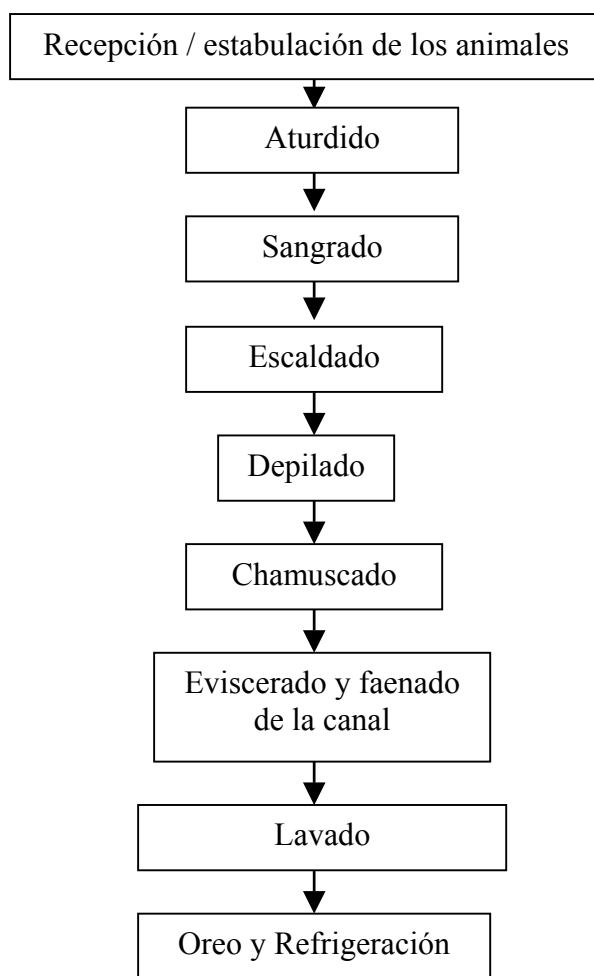 Recepción / estabulación de los animales
Aturdido
Sangrado
Escaldado
Depilado
Chamuscado
Eviscerado y faenado
de la canal
Lavado
Oreo y Refrigeración